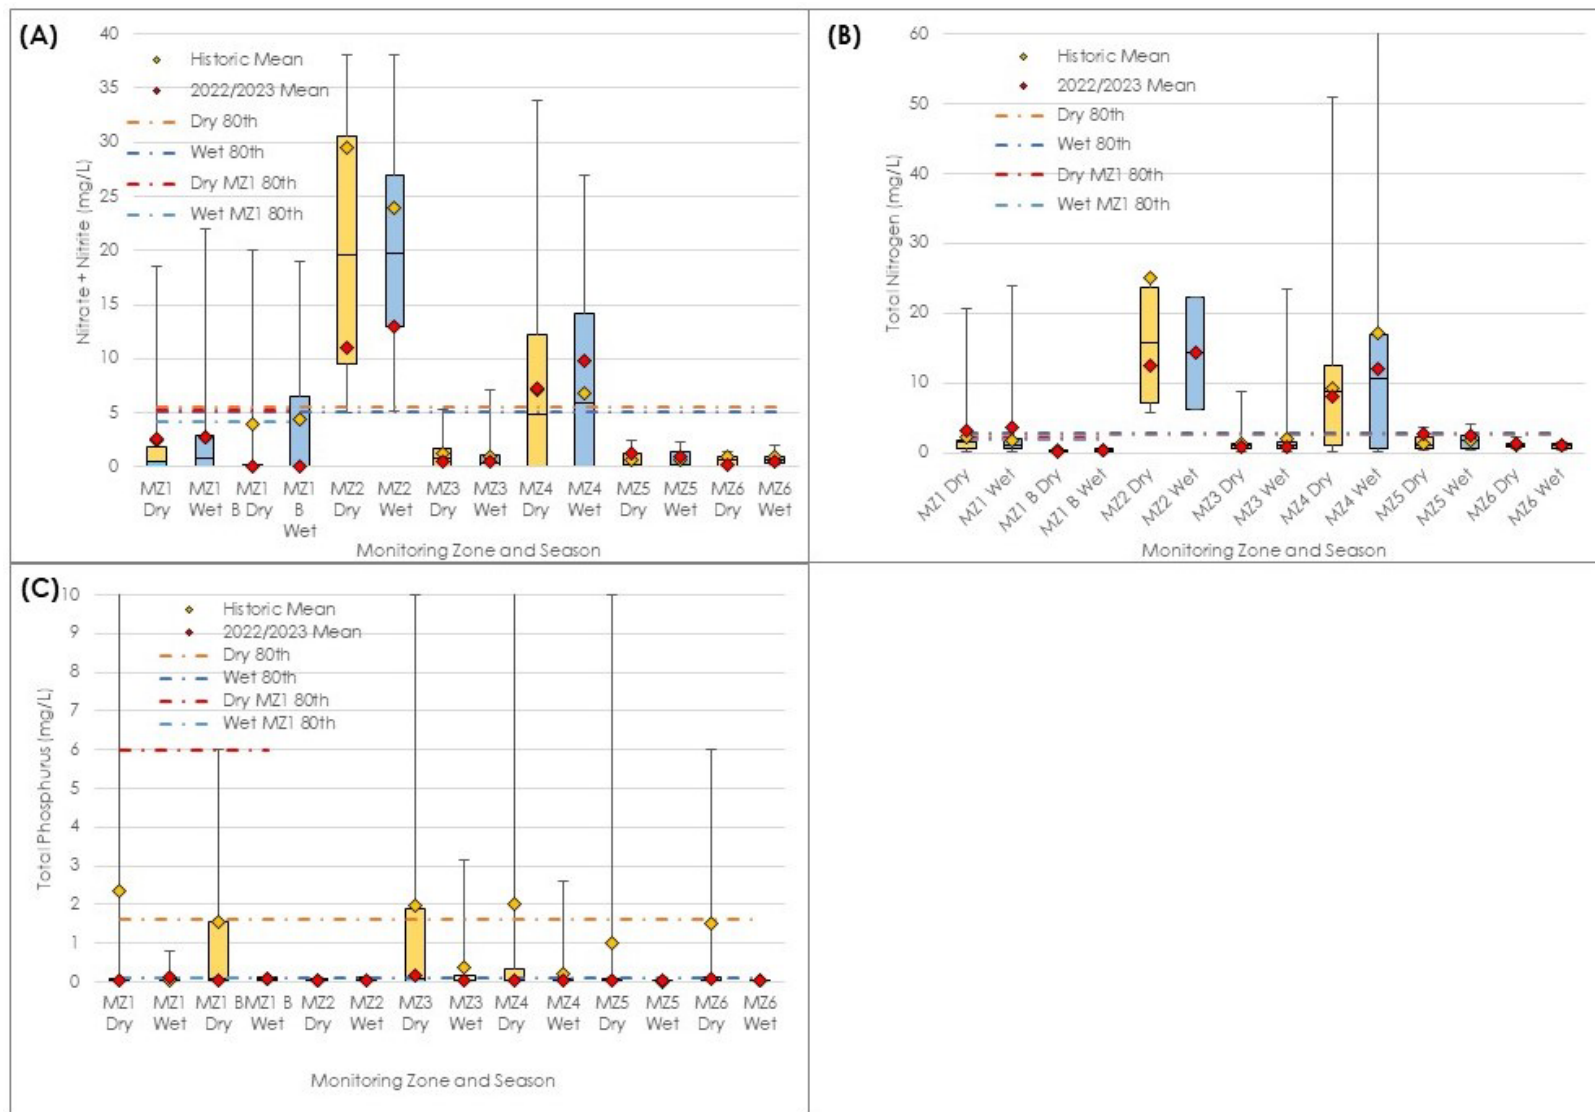 (A)
Nitrate + Nitrite (mg/L)
40
35
30
25
20
15
10
5
0
Historic Mean
2022/2023 Mean
Dry 80th
Wet 80th
Dry MZ1 80th
Wet MZ1 80th
MZ1 Dry
MZ1 Wet
MZ1 B Dry
MZ1 B Wet
MZ2 Dry
MZ2 Wet
MZ3 Dry
MZ3 Wet
MZ4 Dry
MZ4 Wet
MZ5 Dry
MZ5 Wet
MZ6 Dry
MZ6 Wet
Monitoring Zone and Season
(B)
Total Nitrogen (mg/L)
60
50
40
30
20
10
0
Historic Mean
2022/2023 Mean
Dry 80th
Wet 80th
Dry MZ1 80th
Wet MZ1 80th
MZ1 Dry
MZ1 Wet
MZ1 B Dry
MZ1 B Wet
MZ2 Dry
MZ2 Wet
MZ3 Dry
MZ3 Wet
MZ4 Dry
MZ4 Wet
MZ5 Dry
MZ5 Wet
MZ6 Dry
MZ6 Wet
Monitoring Zone and Season
(C)
Total Phosphurus (mg/L)
10
9
8
7
6
5
4
3
2
1
0
Historic Mean
2022/2023 Mean
Dry 80th
Wet 80th
Dry MZ1 80th
Wet MZ1 80th
MZ1 Dry
MZ1 Wet
MZ1 B Dry
MZ1 B Wet
MZ2 Dry
MZ2 Wet
MZ3 Dry
MZ3 Wet
MZ4 Dry
MZ4 Wet
MZ5 Dry
MZ5 Wet
MZ6 Dry
MZ6 Wet
Monitoring Zone and Season